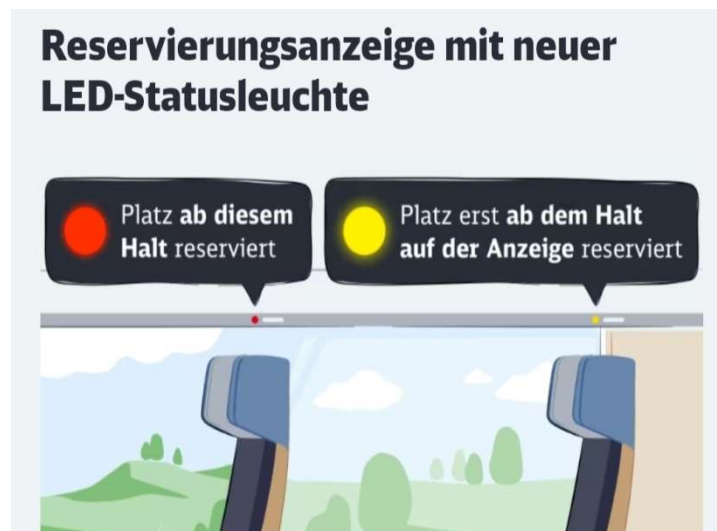 Reservierungsanzeige mit neuer
LED-Statusleuchte
Platz ab diesem
Halt reserviert
Platz erst ab dem Halt
auf der Anzeige reserviert